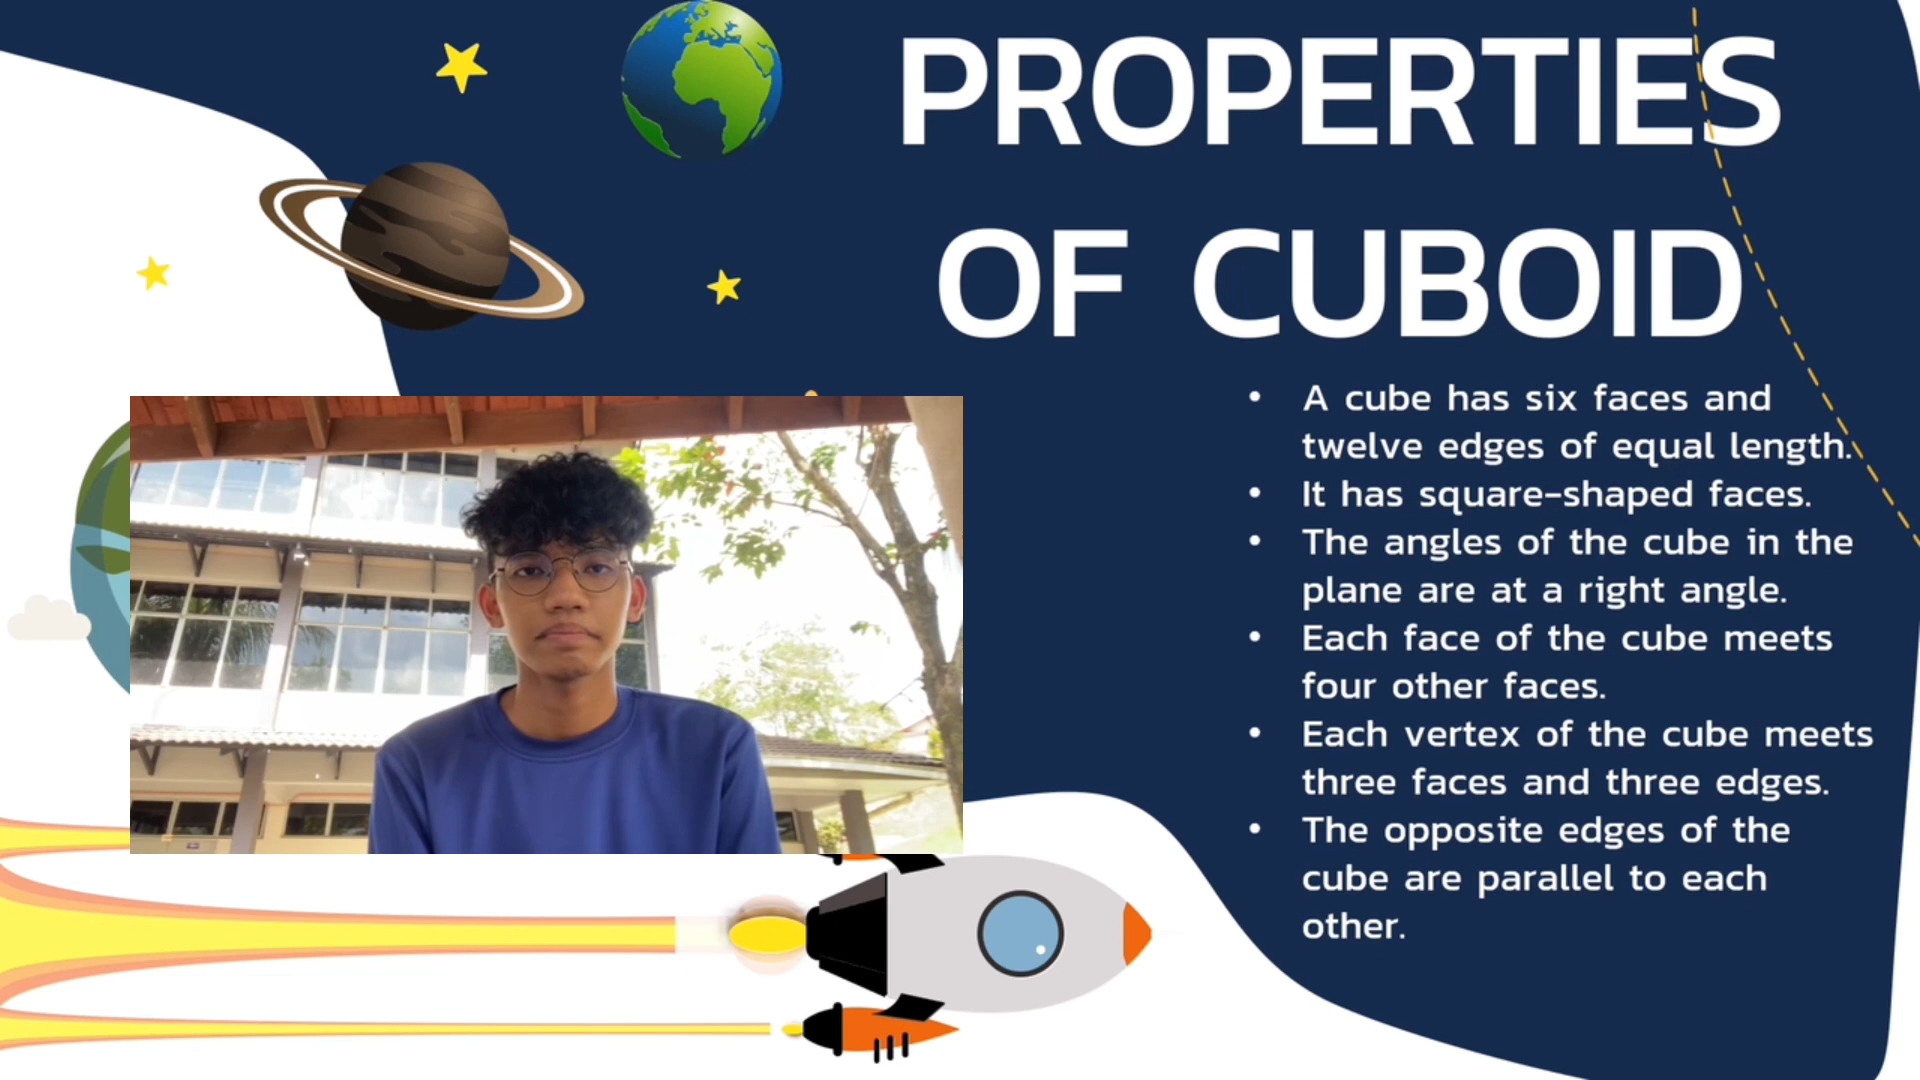 PROPERTIES
OF CUBOID
• A cube has six faces and
twelve edges of equal length.
• It has square-shaped faces.
• The angles of the cube in the
plane are at a right angle.
• Each face of the cube meets
four other faces.
• Each vertex of the cube meets
three faces and three edges.
• The opposite edges of the
cube are parallel to each
other.